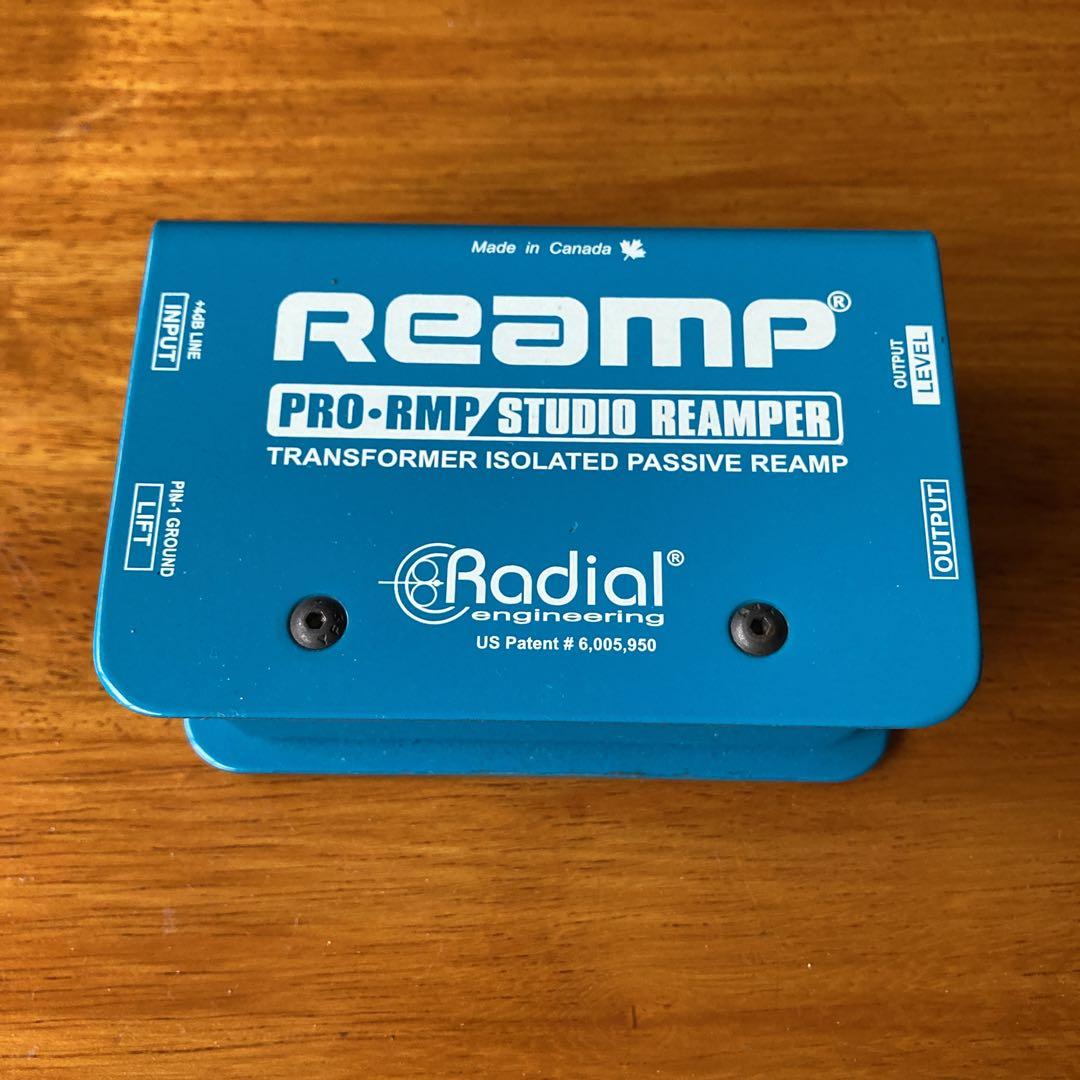 Made in Canada
Reamp®
PRO•RMP/STUDIO REAMPER
TRANSFORMER ISOLATED PASSIVE REAMP
+4dB LINE
INPUT
PIN-1 GROUND
LIFT
OUTPUT
LEVEL
OUTPUT
Radial®
engineering
US Patent # 6,005,950